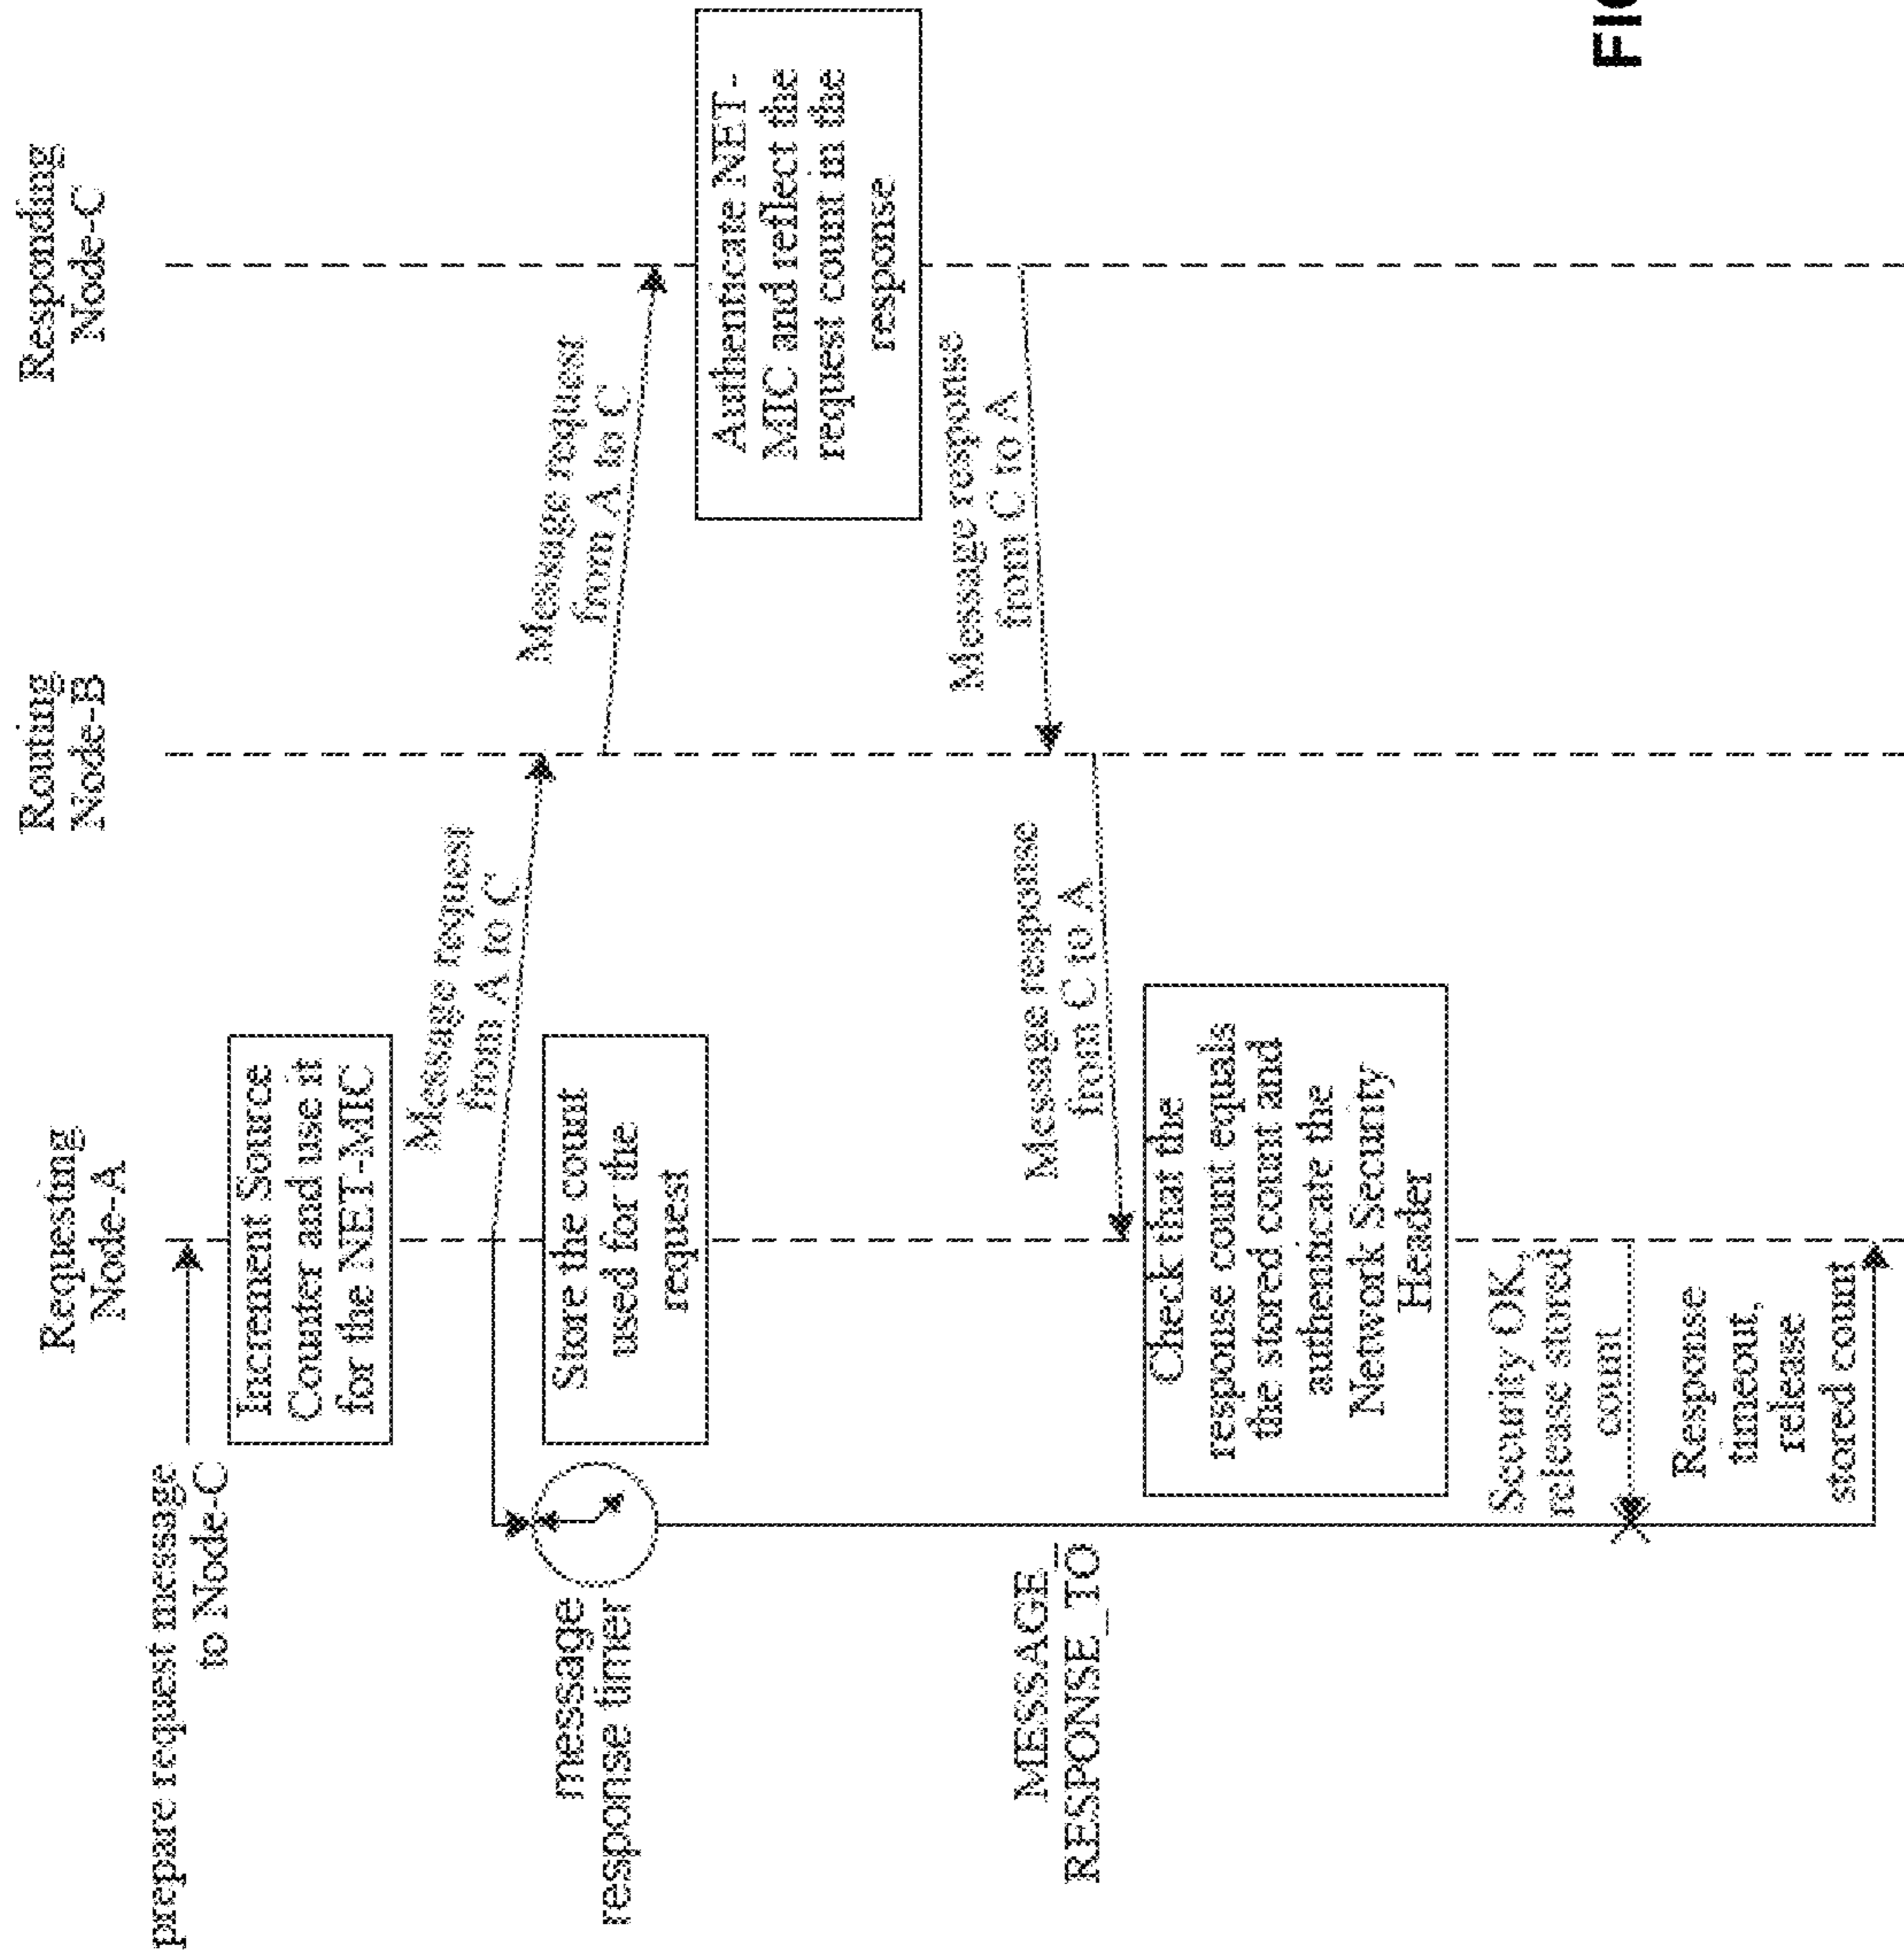 Requesting
Node-A
Routing
Node-B
Responding
Node-C
prepare request message
to Node-C
Increment Source
Counter and use it
for the NET-MIC
Message request
from A to C
Message request
from A to C
message
response timer
Store the count
used for the
request
Authenticate NET-
MIC and reflect the
request count in the
response
Message response
from C to A
Message response
from C to A
MESSAGE_
RESPONSE_TO
Check that the
response count equals
the stored count and
authenticate the
Network Security
Header
Security OK,
release stored
count
Response
timeout,
release
stored count